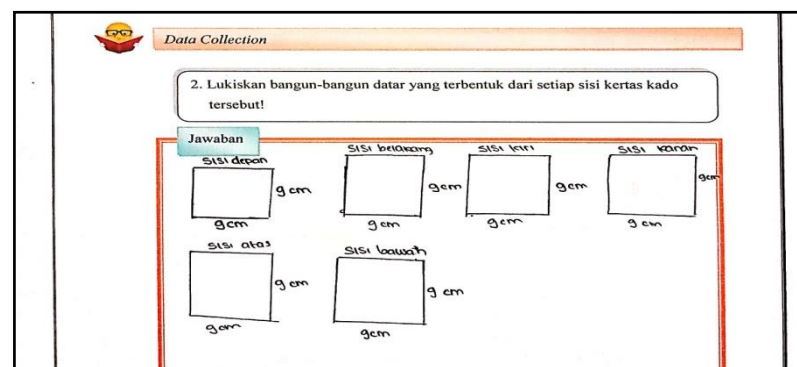 Data Collection
2. Lukiskan bangun-bangun datar yang terbentuk dari setiap sisi kertas kado
tersebut!
Jawaban
sisi depan
sisi belakang
sisi kiri
sisi kanan
9 cm
9 cm
9 cm
9 cm
9 cm
9 cm
9 cm
9 cm
sisi atas
sisi bawah
9 cm
9 cm
9 cm
9 cm